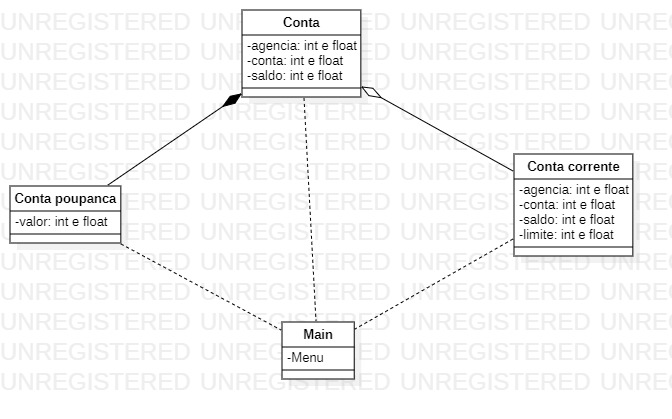 UNREGISTERED UNREGISTERED UNREGISTERED UNREGISTERED
Conta
-agencia: int e float
-conta: int e float
-saldo: int e float
Conta corrente
-agencia: int e float
-conta: int e float
-saldo: int e float
-limite: int e float
Conta poupanca
-valor: int e float
Main
-Menu